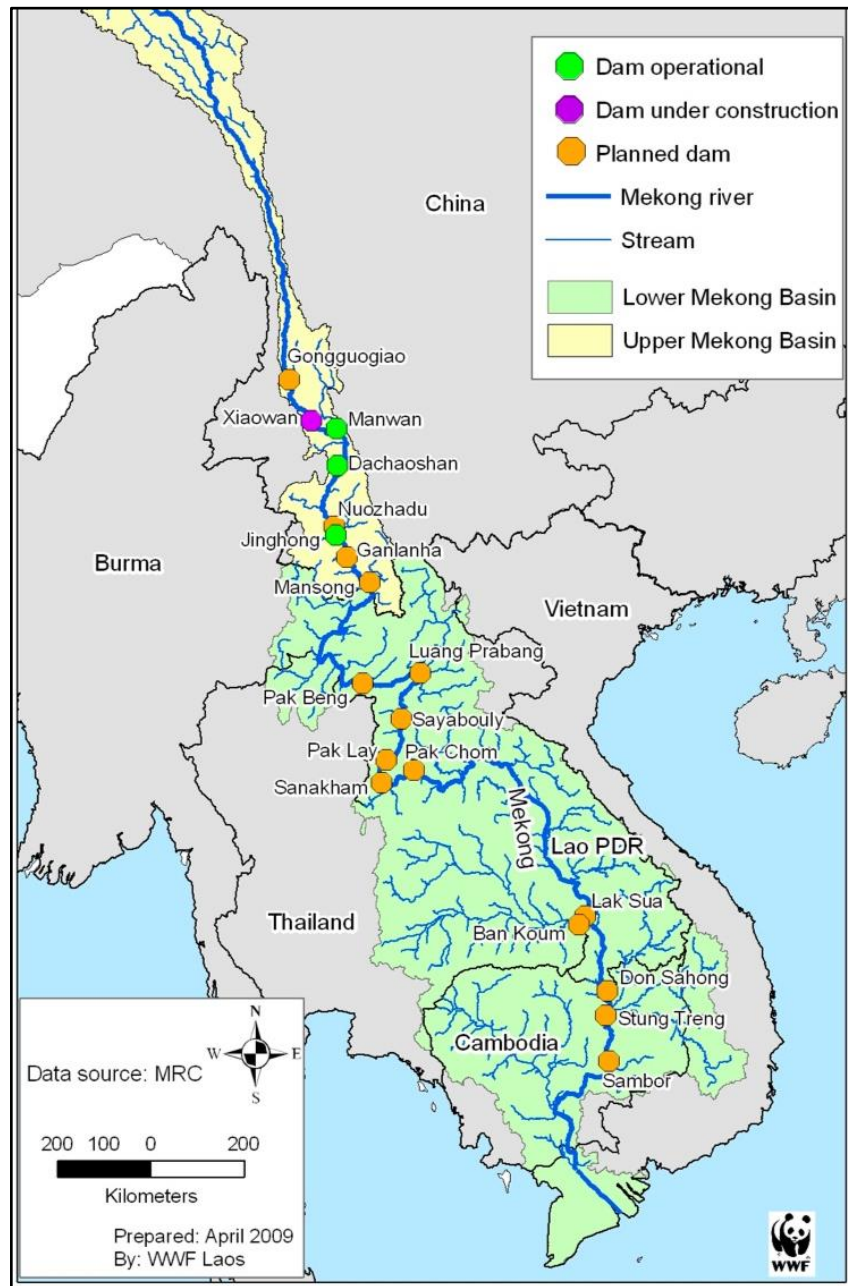 Dam operational
Dam under construction
Planned dam
Mekong river
Stream
Lower Mekong Basin
Upper Mekong Basin
China
Gongguogiao
Xiaowan
Manwan
Dachaoshan
Nuozhadu
Jinghong
Ganlanha
Mansong
Burma
Vietnam
Luang Prabang
Pak Beng
Sayabouly
Pak Lay
Pak Chom
Sanakham
Mekong
Lao PDR
Thailand
Lak Sua
Ban Koum
Don Sahong
Stung Treng
Cambodia
Sambor
N
W E
S
Data source: MRC
200 100 0 200
Kilometers
Prepared: April 2009
By: WWF Laos
WWF